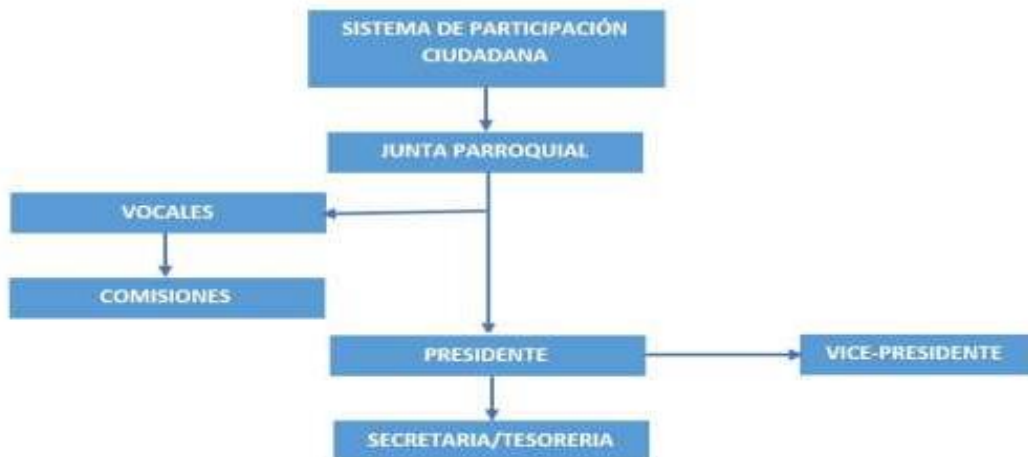 SISTEMA DE PARTICIPACIÓN
CIUDADANA
JUNTA PARROQUIAL
VOCALES
COMISIONES
PRESIDENTE
VICE-PRESIDENTE
SECRETARIA/TESORERIA